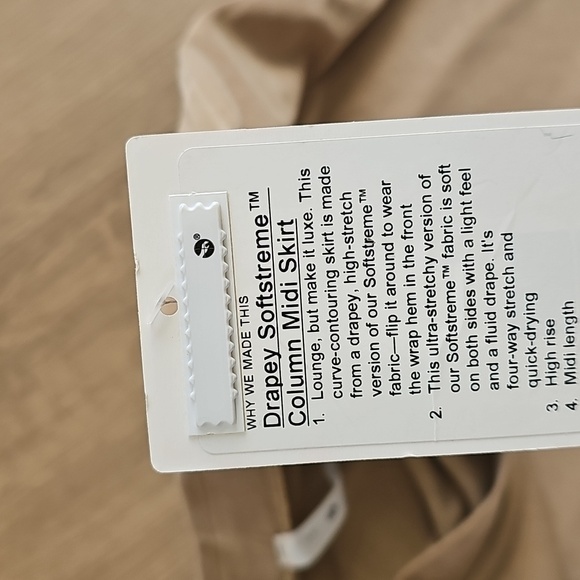 WHY WE MADE THIS
Drapey Softstreme™
Column Midi Skirt
1. Lounge, but make it luxe. This
curve-contouring skirt is made
from a drapey, high-stretch
version of our Softstreme™
fabric—flip it around to wear
the wrap hem in the front
2. This ultra-stretchy version of
our Softstreme™ fabric is soft
on both sides with a light feel
and a fluid drape. It's
four-way stretch and
quick-drying
3. High rise
4. Midi length